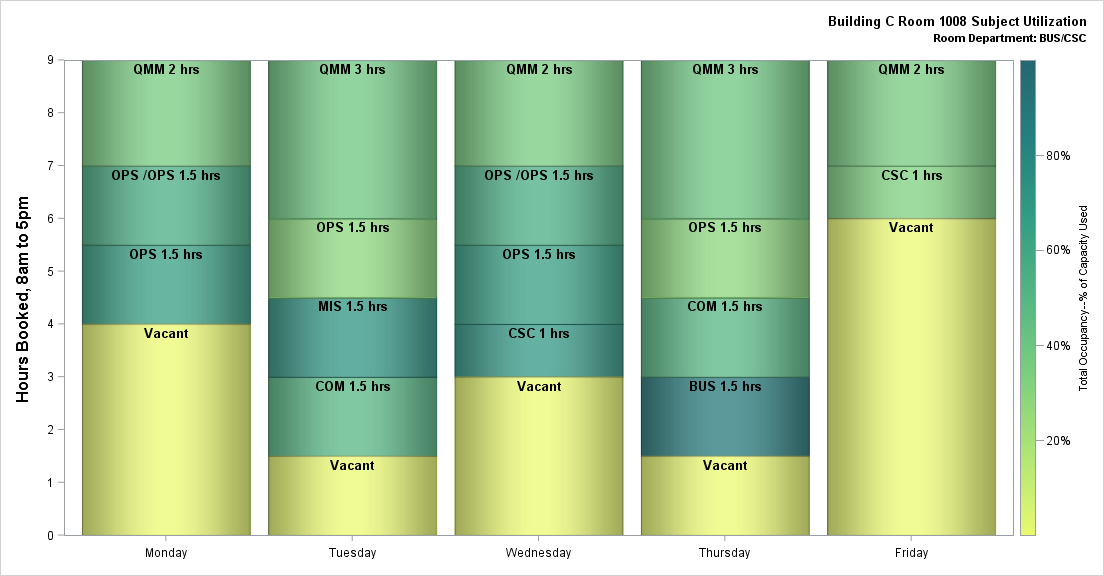 Building C Room 1008 Subject Utilization
Room Department: BUS/CSC
Hours Booked, 8am to 5pm
9
8
7
6
5
4
3
2
1
0
QMM 2 hrs
OPS /OPS 1.5 hrs
OPS 1.5 hrs
Vacant
Monday
QMM 3 hrs
OPS 1.5 hrs
MIS 1.5 hrs
COM 1.5 hrs
Vacant
Tuesday
QMM 2 hrs
OPS /OPS 1.5 hrs
OPS 1.5 hrs
CSC 1 hrs
Vacant
Wednesday
QMM 3 hrs
OPS 1.5 hrs
COM 1.5 hrs
BUS 1.5 hrs
Vacant
Thursday
QMM 2 hrs
CSC 1 hrs
Vacant
Friday
80%
60%
40%
20%
Total Occupancy--% of Capacity Used